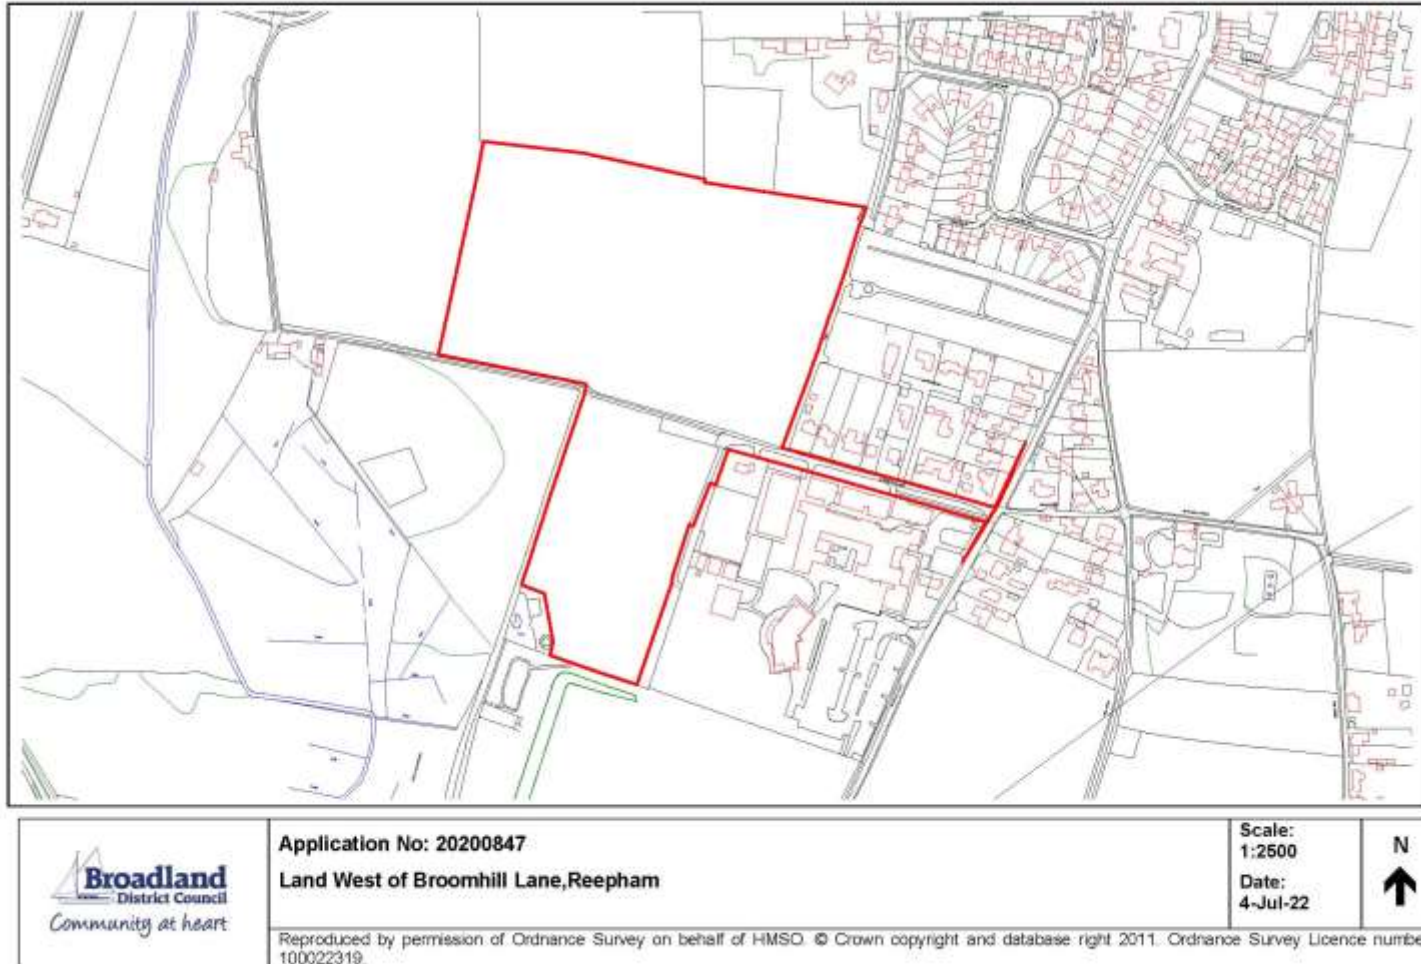 Broadland
District Council
Community at heart
Application No: 20200847
Land West of Broomhill Lane,Reepham
Scale:
1:2500
Date:
4-Jul-22
N
Reproduced by permission of Ordnance Survey on behalf of HMSO. © Crown copyright and database right 2011. Ordnance Survey Licence numbe
100022319.